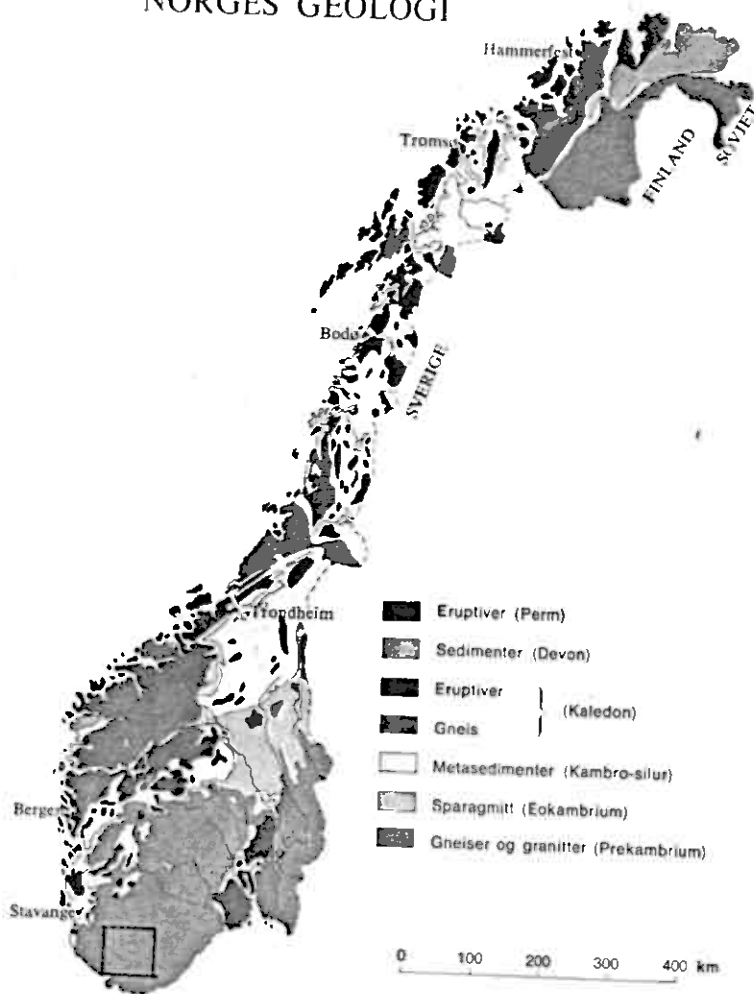 NORGES GEOLOGI
Hammerfest
Tromsø
FINLAND
SOVJET
Bodø
SVERIGE
Trondheim
Eruptiver (Perm)
Sedimenter (Devon)
Eruptiver
(Kaledon)
Gneis
Metasedimenter (Kambro-silur)
Bergen
Sparagmitt (Eokambrium)
Gneiser og granitter (Prekambrium)
Stavange
0 100 200 300 400 km